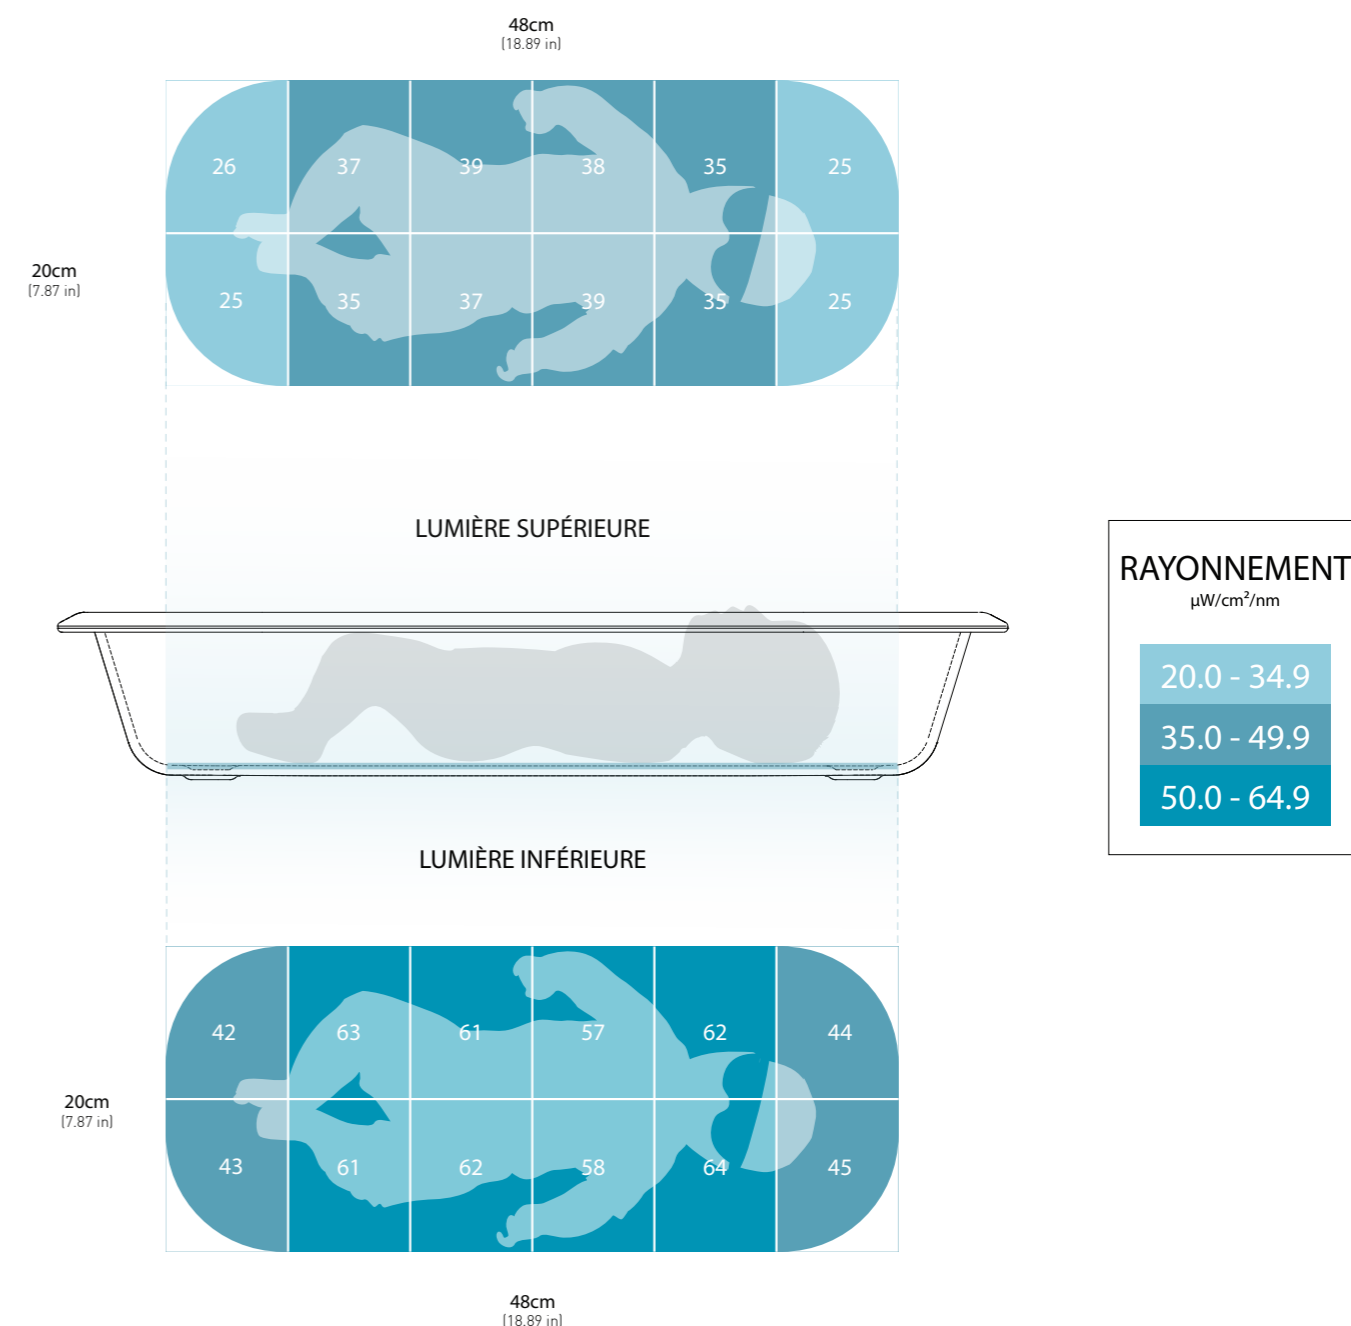 48cm
(18.89 in)
26 37 39 38 35 25
20cm
(7.87 in)
25 35 37 39 35 25
LUMIÈRE SUPÉRIEURE
RAYONNEMENT
µW/cm²/nm
20.0 - 34.9
35.0 - 49.9
50.0 - 64.9
LUMIÈRE INFÉRIEURE
42 63 61 57 62 44
20cm
(7.87 in)
43 61 62 58 64 45
48cm
(18.89 in)